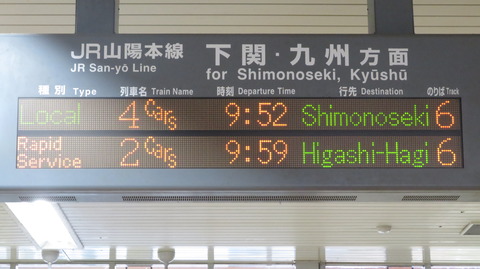 JR山陽本線 下関・九州方面
JR San-yō Line for Shimonoseki, Kyūshū
種別 Type 列車名 Train Name 時刻 Departure Time 行先 Destination のりば Track
Local 4 Cars 9:52 Shimonoseki 6
Rapid Service 2 Cars 9:59 Higashi-Hagi 6